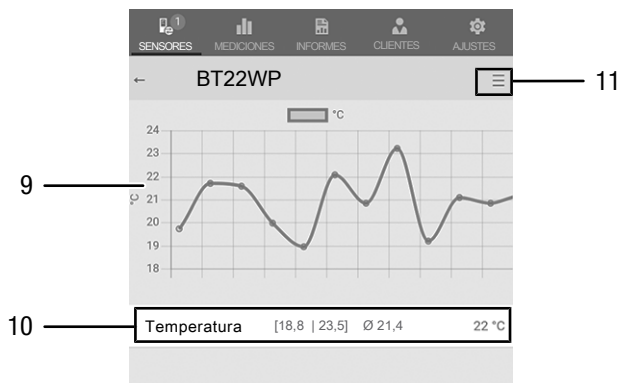 1
SENSORES MEDICIONES INFORMES CLIENTES AJUSTES
← BT22WP ☰ 11
°C
24
23
22
9 °C 21
20
19
18
10 Temperatura [18,8 | 23,5] Ø 21,4 22 °C